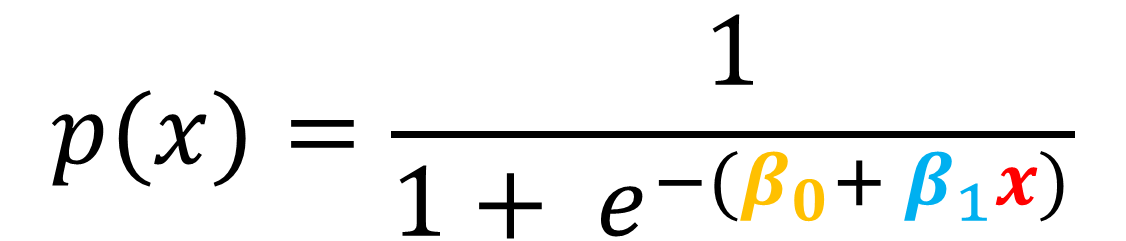 p(x) = 1 / (1 + e^−(β₀ + β₁x))